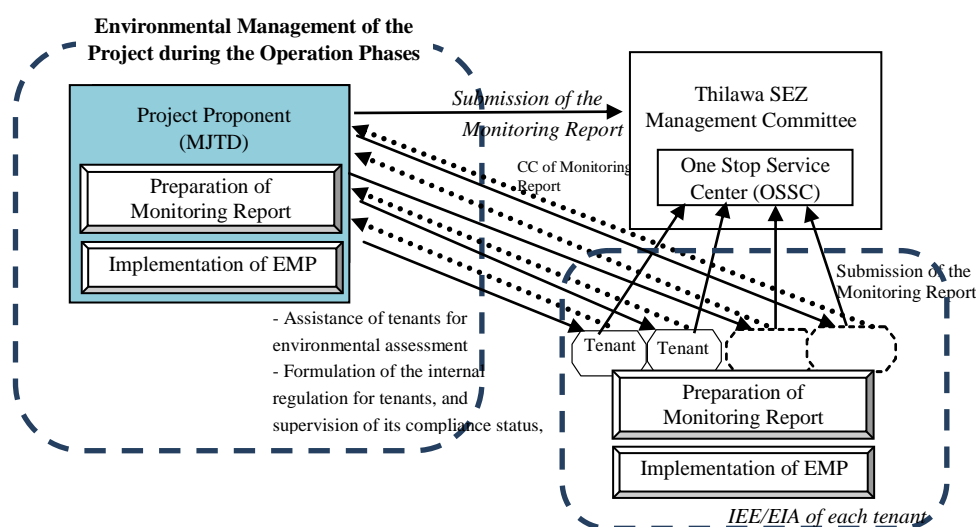 Environmental Management of the
Project during the Operation Phases
Project Proponent
(MJTD)
Preparation of
Monitoring Report
Implementation of EMP
Submission of the
Monitoring Report
Thilawa SEZ
Management Committee
One Stop Service
Center (OSSC)
CC of Monitoring
Report
Submission of the
Monitoring Report
- Assistance of tenants for
environmental assessment
- Formulation of the internal
regulation for tenants, and
supervision of its compliance status,
Tenant
Tenant
Preparation of
Monitoring Report
Implementation of EMP
IEE/EIA of each tenant